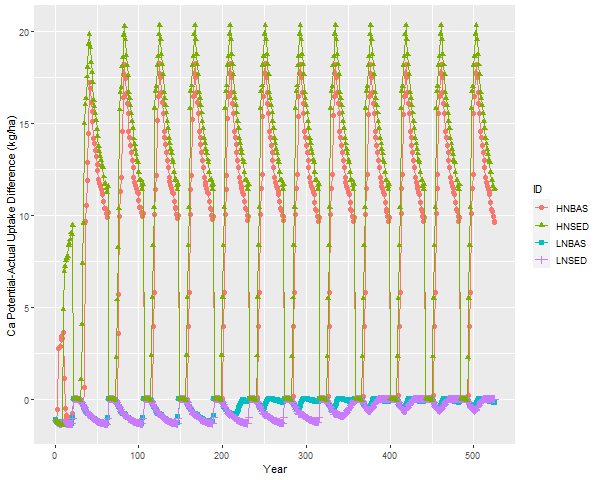 Ca Potential-Actual Uptake Difference (kg/ha)
20
15
10
5
0
0 100 200 300 400 500
Year
ID
HNBAS
HNSED
LNBAS
LNSED